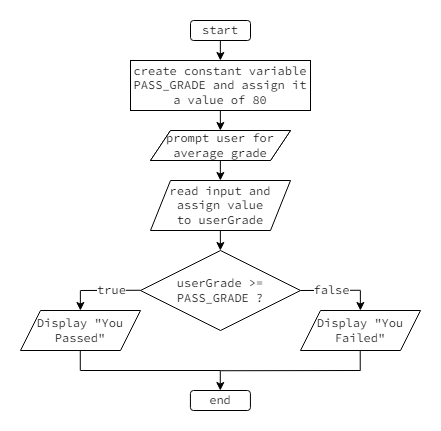 start
create constant variable
PASS_GRADE and assign it
a value of 80
prompt user for
average grade
read input and
assign value
to userGrade
userGrade >=
PASS_GRADE ?
true
false
Display "You
Passed"
Display "You
Failed"
end